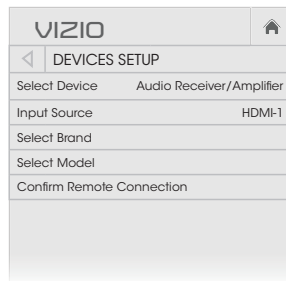 VIZIO
DEVICES SETUP
Select Device Audio Receiver/Amplifier
Input Source HDMI-1
Select Brand
Select Model
Confirm Remote Connection